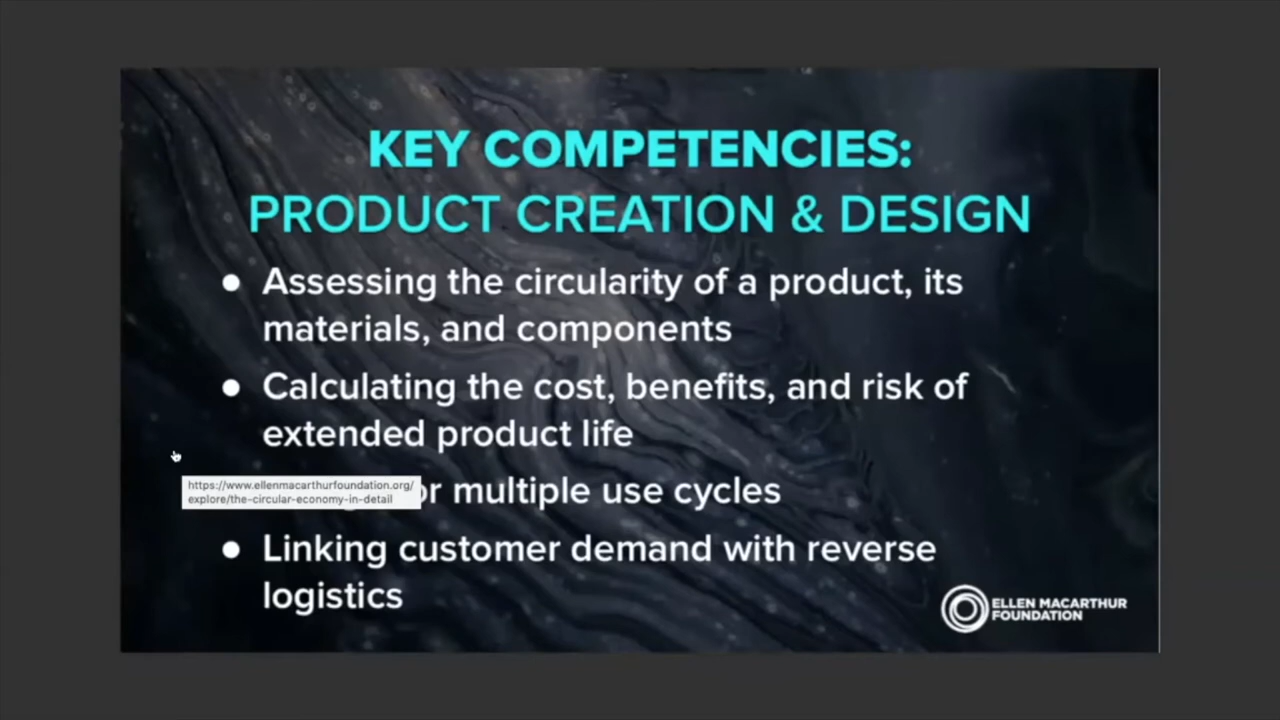 KEY COMPETENCIES:
PRODUCT CREATION & DESIGN
● Assessing the circularity of a product, its
materials, and components
● Calculating the cost, benefits, and risk of
extended product life
https://www.ellenmacarthurfoundation.org/
explore/the-circular-economy-in-detail
or multiple use cycles
● Linking customer demand with reverse
logistics
ELLEN MACARTHUR
FOUNDATION